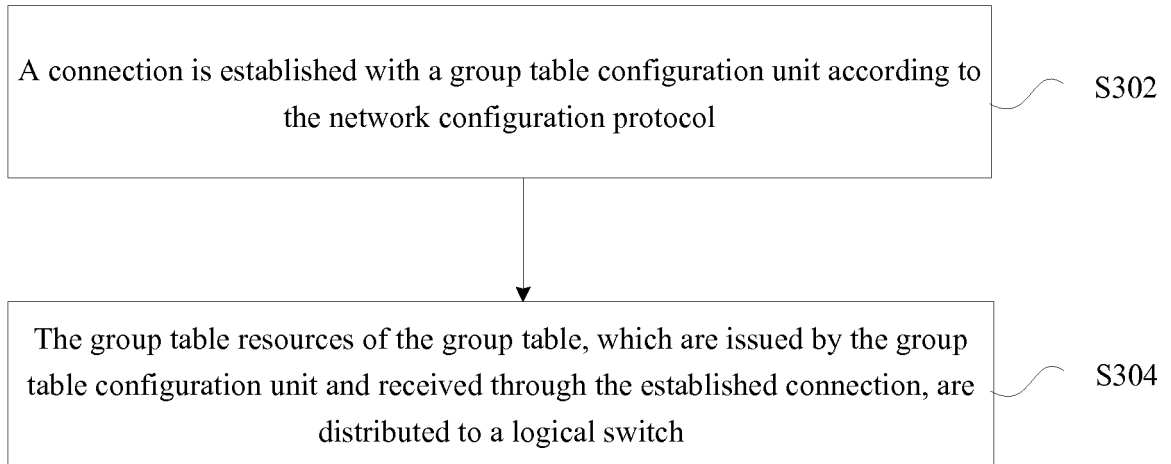 A connection is established with a group table configuration unit according to
the network configuration protocol
S302
The group table resources of the group table, which are issued by the group
table configuration unit and received through the established connection, are
distributed to a logical switch
S304